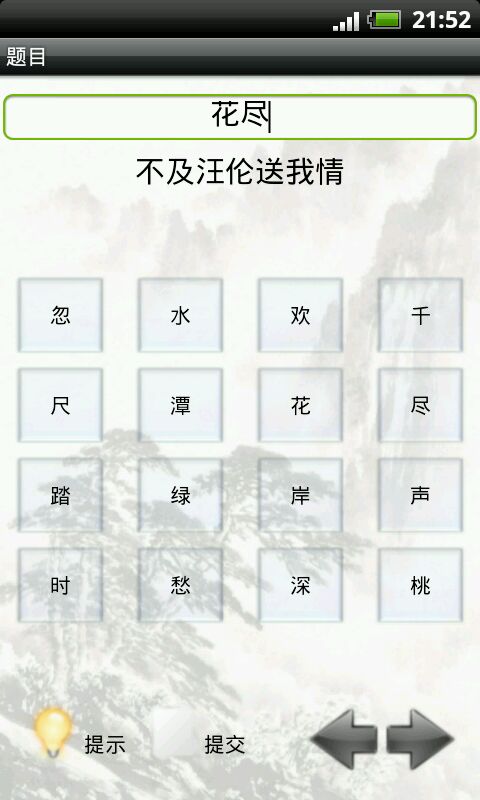 21:52
题目
花尽
不及汪伦送我情
忽 水 欢 千
尺 潭 花 尽
踏 绿 岸 声
时 愁 深 桃
提示 提交